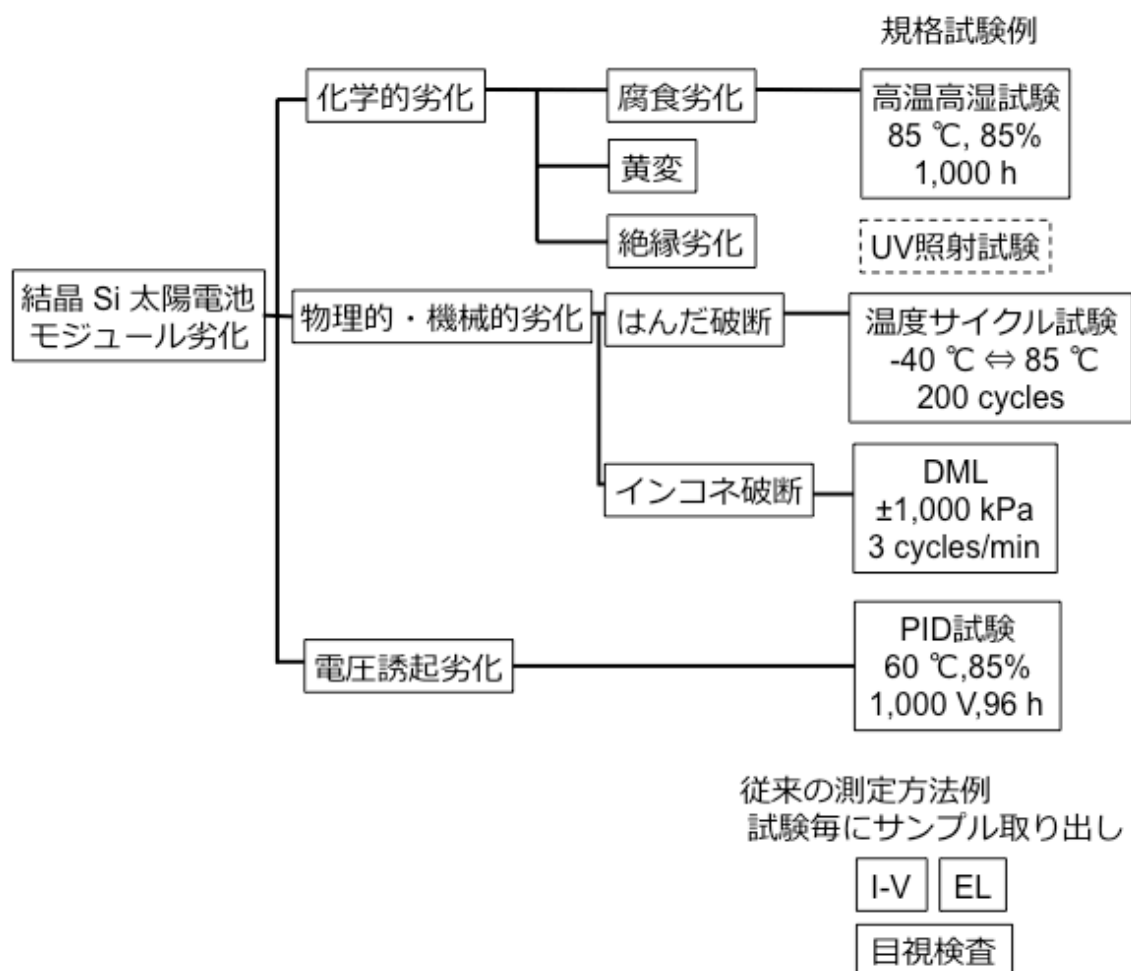 規格試験例
化学的劣化
腐食劣化
高温高湿試験
85 ℃, 85%
1,000 h
黄変
絶縁劣化
UV照射試験
結晶 Si 太陽電池
モジュール劣化
物理的・機械的劣化
はんだ破断
温度サイクル試験
-40 ℃ ⇔ 85 ℃
200 cycles
インコネ破断
DML
±1,000 kPa
3 cycles/min
電圧誘起劣化
PID試験
60 ℃,85%
1,000 V,96 h
従来の測定方法例
試験毎にサンプル取り出し
I-V
EL
目視検査